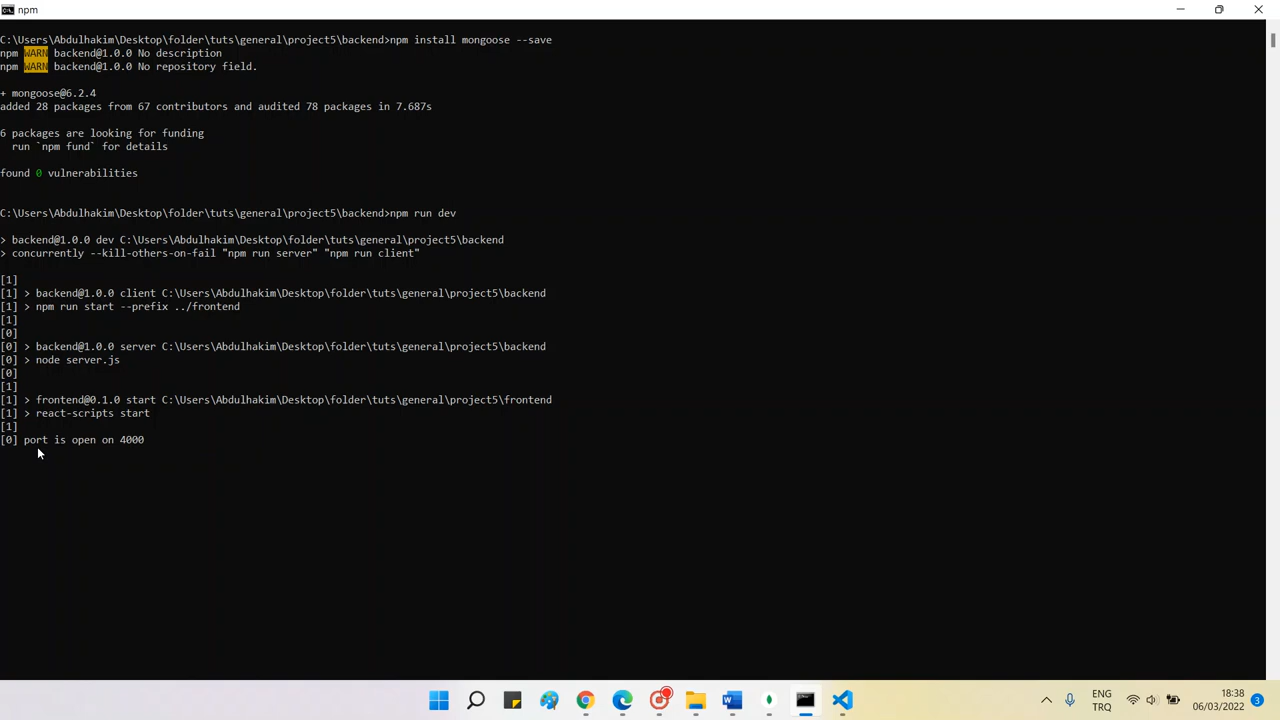 npm
C:\Users\Abdulhakim\Desktop\folder\tuts\general\project5\backend>npm install mongoose --save
npm WARN backend@1.0.0 No description
npm WARN backend@1.0.0 No repository field.
+ mongoose@6.2.4
added 28 packages from 67 contributors and audited 78 packages in 7.687s
6 packages are looking for funding
run `npm fund` for details
found 0 vulnerabilities
C:\Users\Abdulhakim\Desktop\folder\tuts\general\project5\backend>npm run dev
> backend@1.0.0 dev C:\Users\Abdulhakim\Desktop\folder\tuts\general\project5\backend
> concurrently --kill-others-on-fail "npm run server" "npm run client"
[1]
[1] > backend@1.0.0 client C:\Users\Abdulhakim\Desktop\folder\tuts\general\project5\backend
[1] > npm run start --prefix ../frontend
[1]
[0]
[0] > backend@1.0.0 server C:\Users\Abdulhakim\Desktop\folder\tuts\general\project5\backend
[0] > node server.js
[0]
[1]
[1] > frontend@0.1.0 start C:\Users\Abdulhakim\Desktop\folder\tuts\general\project5\frontend
[1] > react-scripts start
[1]
[0] port is open on 4000
ENG
TRQ
18:38
06/03/2022
3